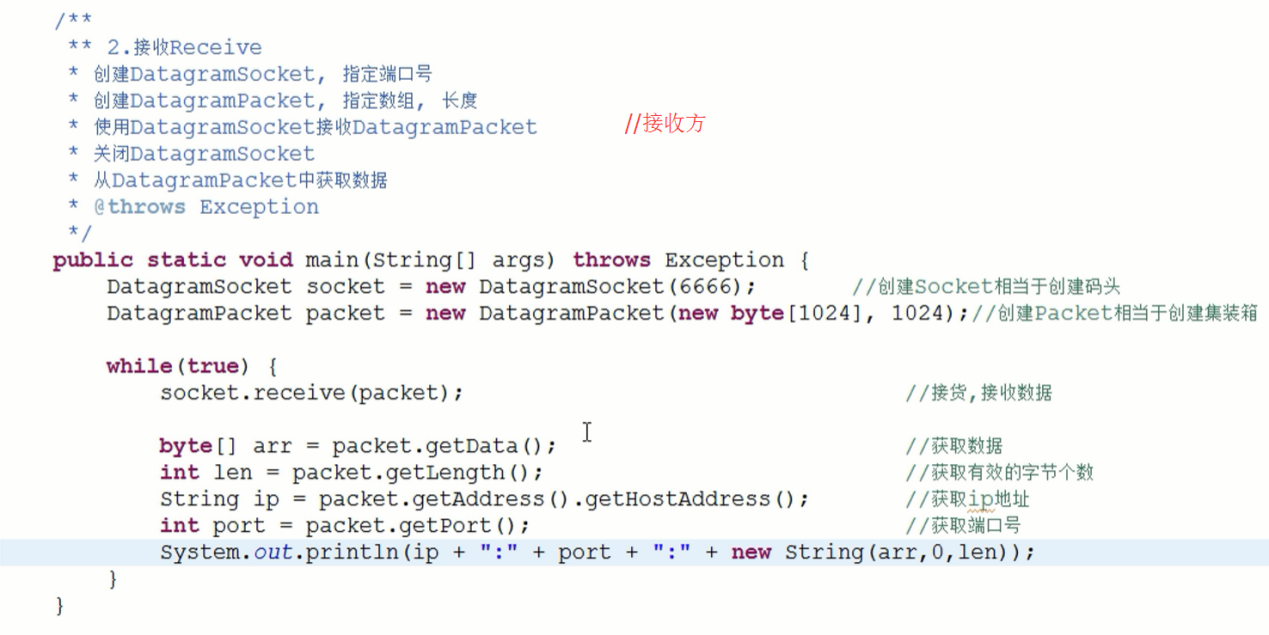 /**
** 2.接收Receive
* 创建DatagramSocket, 指定端口号
* 创建DatagramPacket, 指定数组, 长度
* 使用DatagramSocket接收DatagramPacket //接收方
* 关闭DatagramSocket
* 从DatagramPacket中获取数据
* @throws Exception
*/
public static void main(String[] args) throws Exception {
DatagramSocket socket = new DatagramSocket(6666); //创建Socket相当于创建码头
DatagramPacket packet = new DatagramPacket(new byte[1024], 1024);//创建Packet相当于创建集装箱
while(true) {
socket.receive(packet); //接货,接收数据
byte[] arr = packet.getData(); //获取数据
int len = packet.getLength(); //获取有效的字节个数
String ip = packet.getAddress().getHostAddress(); //获取ip地址
int port = packet.getPort(); //获取端口号
System.out.println(ip + ":" + port + ":" + new String(arr,0,len));
}
}